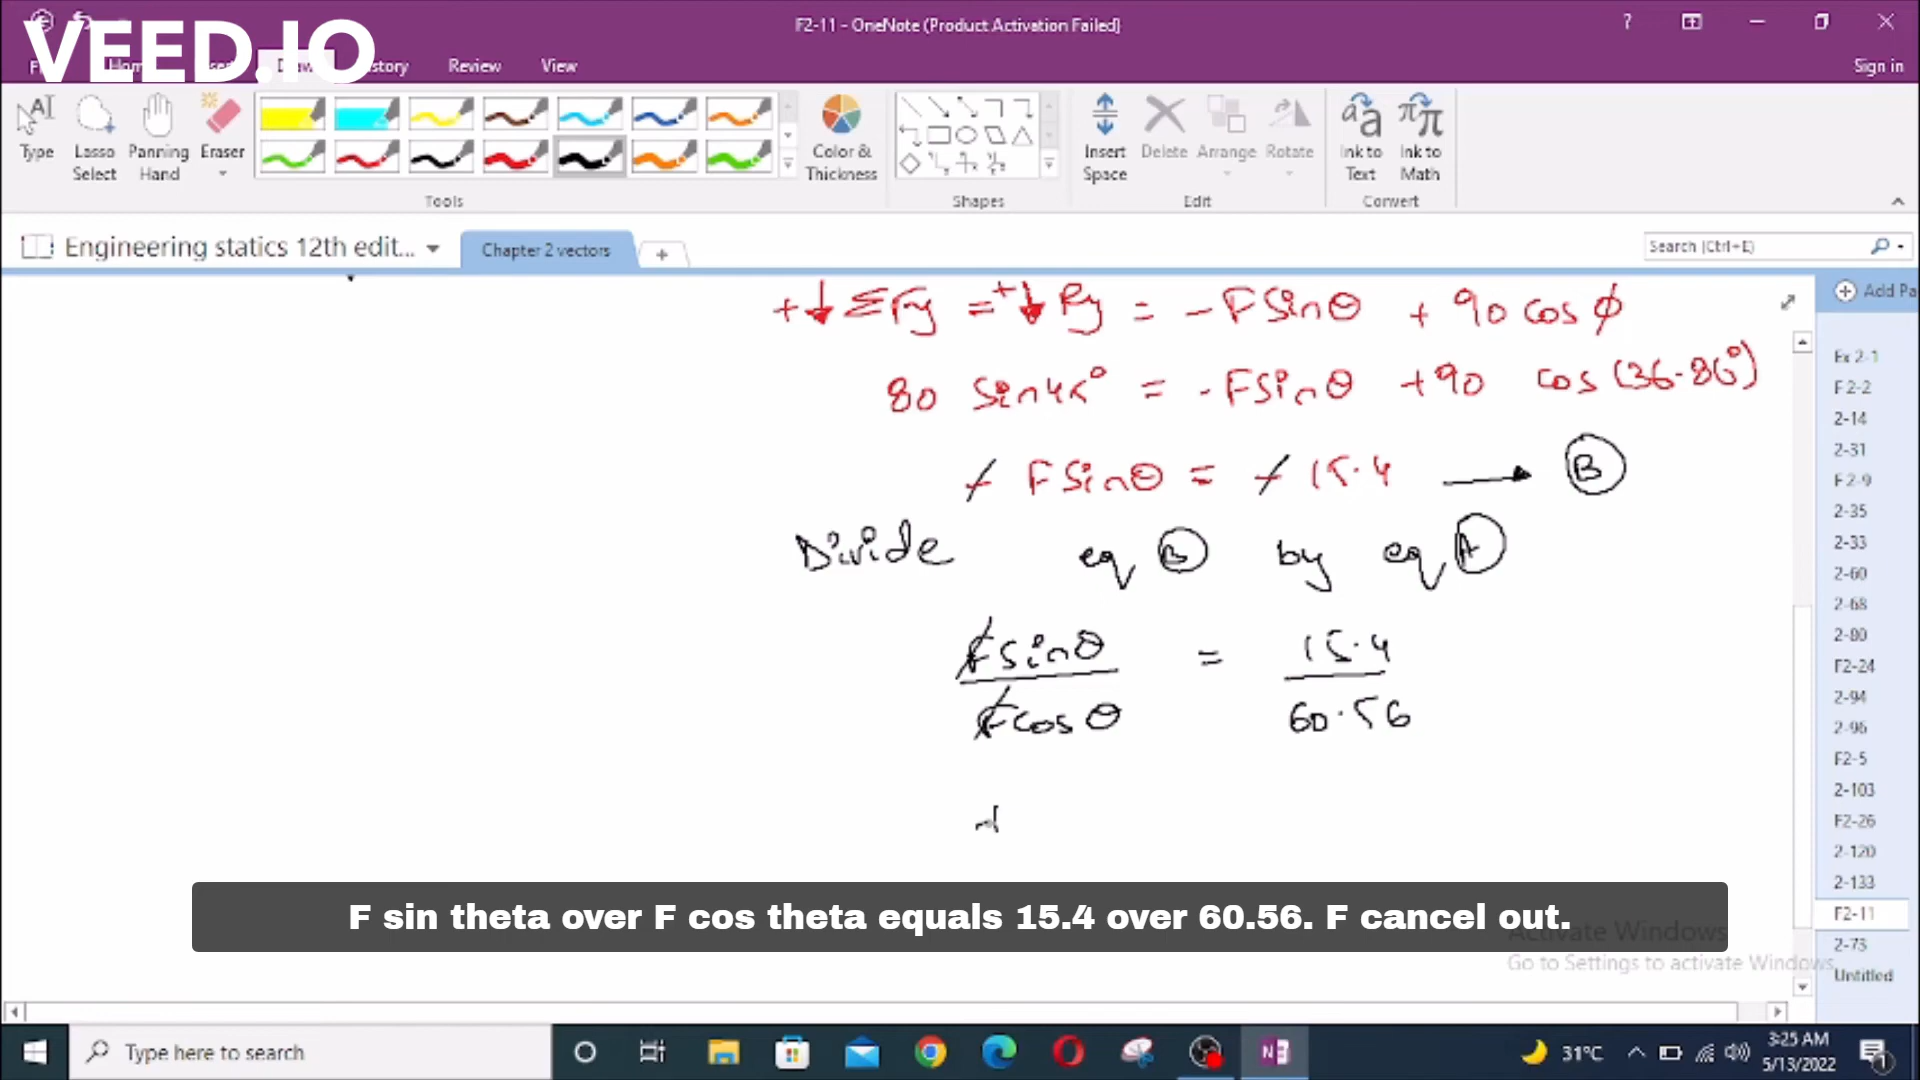 F2-11 - OneNote (Product Activation Failed)
?
VEED.IO
History Review View
Sign in
Type
Lasso Select
Panning Hand
Eraser
Color & Thickness
Insert Space
Delete
Arrange
Rotate
Ink to Text
Ink to Math
Tools
Shapes
Edit
Convert
Engineering statics 12th edit...
Chapter 2 vectors
Search (Ctrl+E)
+↓ ΣFy = +↓ Ry = - F sin θ + 90 cos ϕ
80 sin 45° = - F sin θ + 90 cos (36.86°)
- F sin θ = - 15.4 → B
Divide eq B by eq A
F sin θ / F cos θ = 15.4 / 60.56
Add Pa
Ex 2-1
F 2-2
2-14
2-31
F 2-9
2-35
2-33
2-60
2-68
2-80
F2-24
2-94
2-96
F2-5
2-103
F2-26
2-120
2-133
F2-11
2-73
Untitled
F sin theta over F cos theta equals 15.4 over 60.56. F cancel out.
Activate Windows
Go to Settings to activate Windows.
Type here to search
N
31°C
3:25 AM
5/13/2022
1